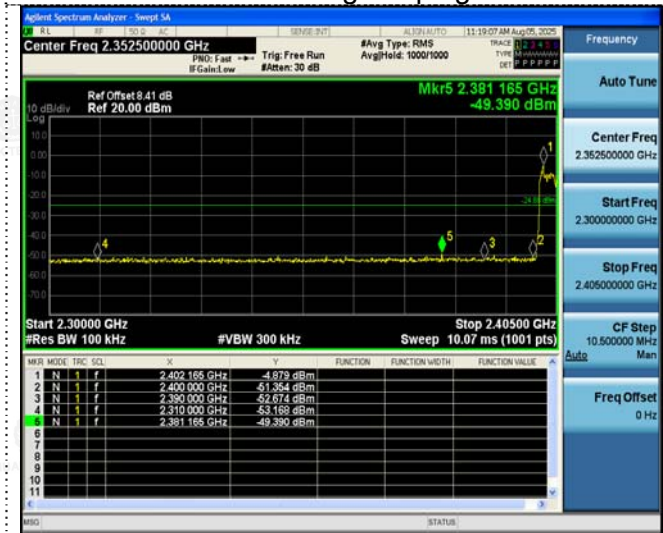 Agilent Spectrum Analyzer - Swept SA
RL RF 50 Ω AC SENSE:INT ALIGN AUTO 11:19:07 AM Aug 05, 2025
Center Freq 2.352500000 GHz
PNO: Fast
IFGain:Low
Trig: Free Run
#Atten: 30 dB
#Avg Type: RMS
Avg|Hold: 1000/1000
TRACE 1 2 3 4 5 6
TYPE M
DET P P P P P P
Ref Offset 8.41 dB
Ref 20.00 dBm
10 dB/div
Log
Mkr5 2.381 165 GHz
-49.390 dBm
10.0
0.00
-10.0
-20.0
-30.0
-40.0
-50.0
-60.0
-70.0
1
2
3
4
5
Start 2.30000 GHz
Stop 2.40500 GHz
#Res BW 100 kHz #VBW 300 kHz Sweep 10.07 ms (1001 pts)
MKR MODE TRC SCL X Y FUNCTION FUNCTION WIDTH FUNCTION VALUE
1 N 1 f 2.402 165 GHz -4.879 dBm
2 N 1 f 2.400 000 GHz -51.354 dBm
3 N 1 f 2.390 000 GHz -52.674 dBm
4 N 1 f 2.310 000 GHz -53.168 dBm
5 N 1 f 2.381 165 GHz -49.390 dBm
6
7
8
9
10
11
MSG STATUS
Frequency
Auto Tune
Center Freq
2.352500000 GHz
Start Freq
2.300000000 GHz
Stop Freq
2.405000000 GHz
CF Step
10.500000 MHz
Auto Man
Freq Offset
0 Hz